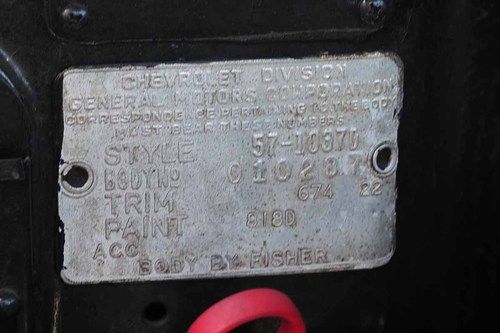 CHEVROLET DIVISION
GENERAL MOTORS CORPORATION
CORRESPONDENCE PERTAINING TO THE BODY
MUST BEAR THESE NUMBERS
STYLE 57-1037D
BODY NO 010287
674 22
TRIM
PAINT 818D
ACC
BODY BY FISHER